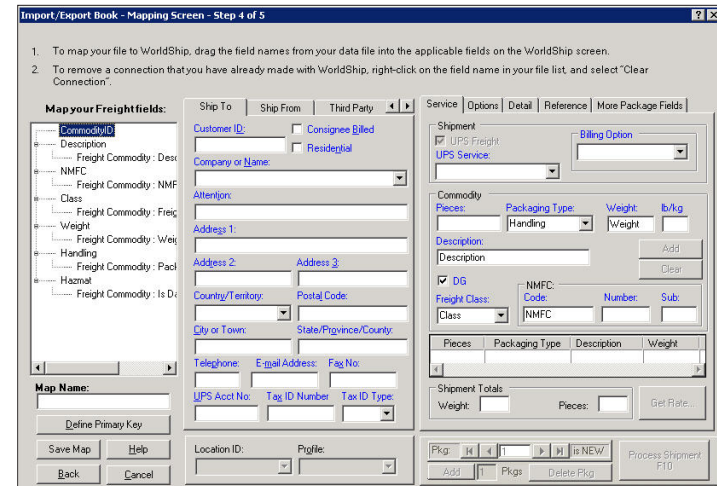 Import/Export Book - Mapping Screen - Step 4 of 5
1. To map your file to WorldShip, drag the field names from your data file into the applicable fields on the WorldShip screen.
2. To remove a connection that you have already made with WorldShip, right-click on the field name in your file list, and select "Clear
Connection".
Map your Freight fields:
CommodityID
Description
Freight Commodity : Desc
NMFC
Freight Commodity : NMF
Class
Freight Commodity : Freig
Weight
Freight Commodity : Weig
Handling
Freight Commodity : Pack
Hazmat
Freight Commodity : Is Da
Map Name:
Define Primary Key
Save Map Help
Back Cancel
Ship To Ship From Third Party
Customer ID: Consignee Billed
Residential
Company or Name:
Attention:
Address 1:
Address 2: Address 3:
Country/Territory: Postal Code:
City or Town: State/Province/County:
Telephone: E-mail Address: Fax No:
UPS Acct No: Tax ID Number Tax ID Type:
Location ID: Profile:
Service Options Detail Reference More Package Fields
Shipment
UPS Freight
Billing Option
UPS Service:
Commodity
Pieces: Packaging Type: Weight: lb/kg
Handling Weight
Description:
Description
Add
Clear
DG
NMFC:
Freight Class: Code: Number: Sub:
Class NMFC
Pieces Packaging Type Description Weight
Shipment Totals
Weight: Pieces: Get Rate...
Pkg: 1 is NEW
Add 1 Pkgs Delete Pkg
Process Shipment
F10